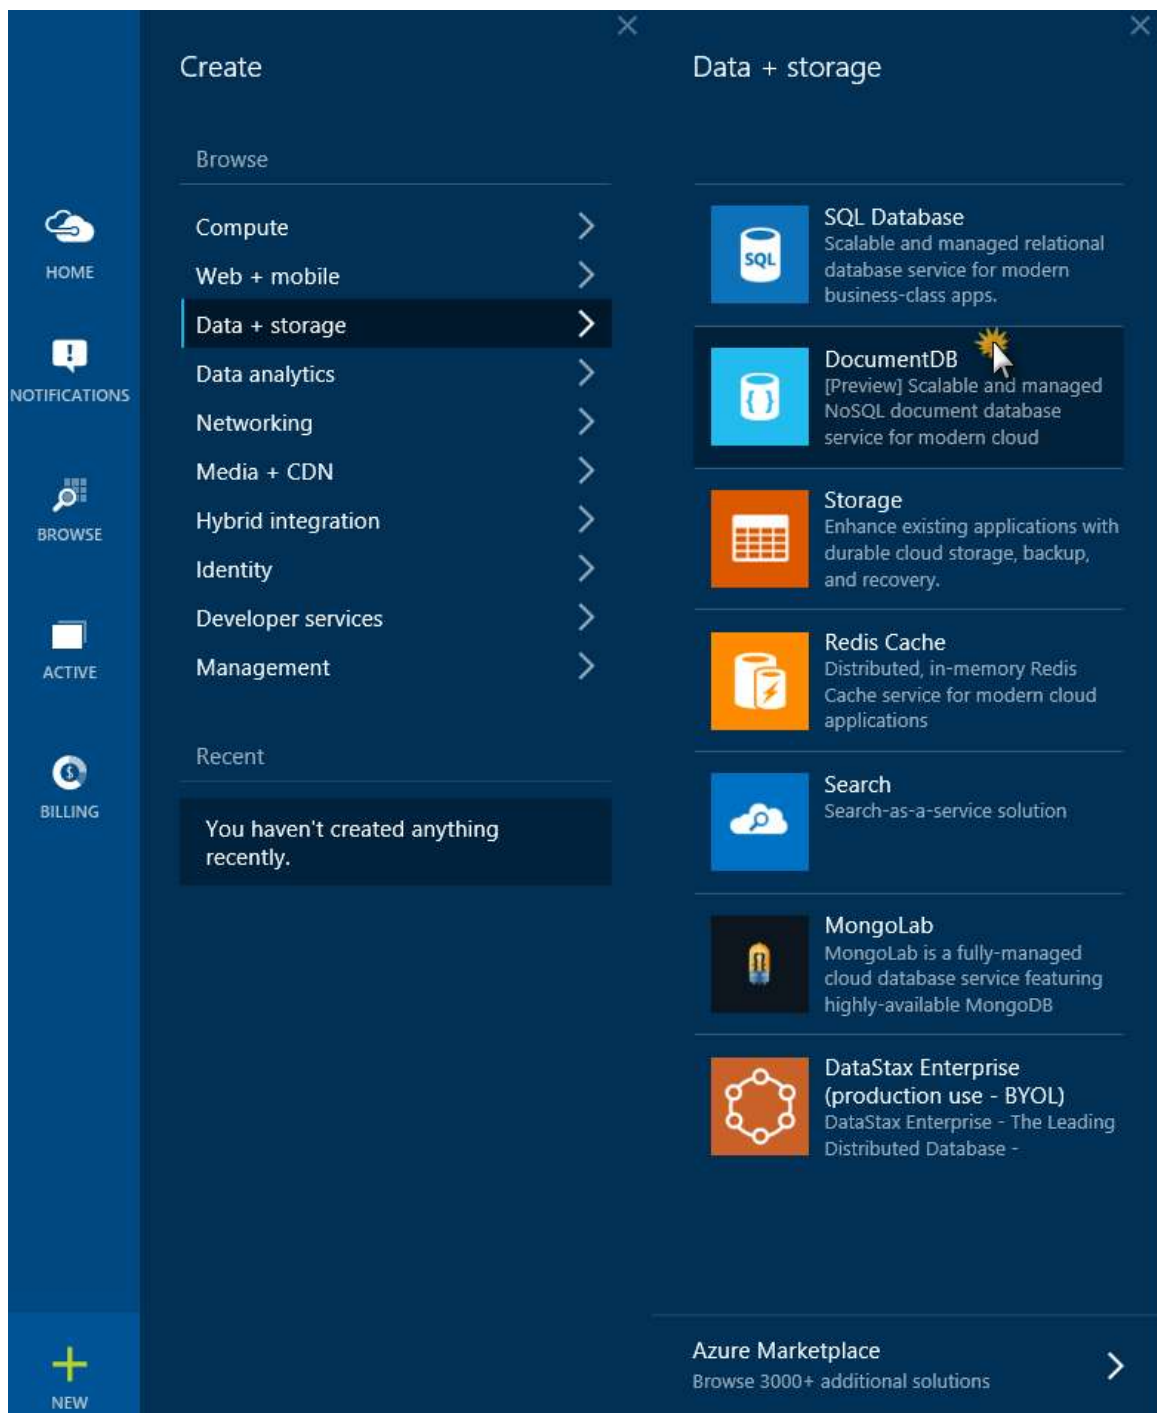 HOME
NOTIFICATIONS
BROWSE
ACTIVE
BILLING
NEW
Create
Browse
Compute
Web + mobile
Data + storage
Data analytics
Networking
Media + CDN
Hybrid integration
Identity
Developer services
Management
Recent
You haven't created anything
recently.
Data + storage
SQL
SQL Database
Scalable and managed relational
database service for modern
business-class apps.
DocumentDB
[Preview] Scalable and managed
NoSQL document database
service for modern cloud
Storage
Enhance existing applications with
durable cloud storage, backup,
and recovery.
Redis Cache
Distributed, in-memory Redis
Cache service for modern cloud
applications
Search
Search-as-a-service solution
MongoLab
MongoLab is a fully-managed
cloud database service featuring
highly-available MongoDB
DataStax Enterprise
(production use - BYOL)
DataStax Enterprise - The Leading
Distributed Database -
Azure Marketplace
Browse 3000+ additional solutions